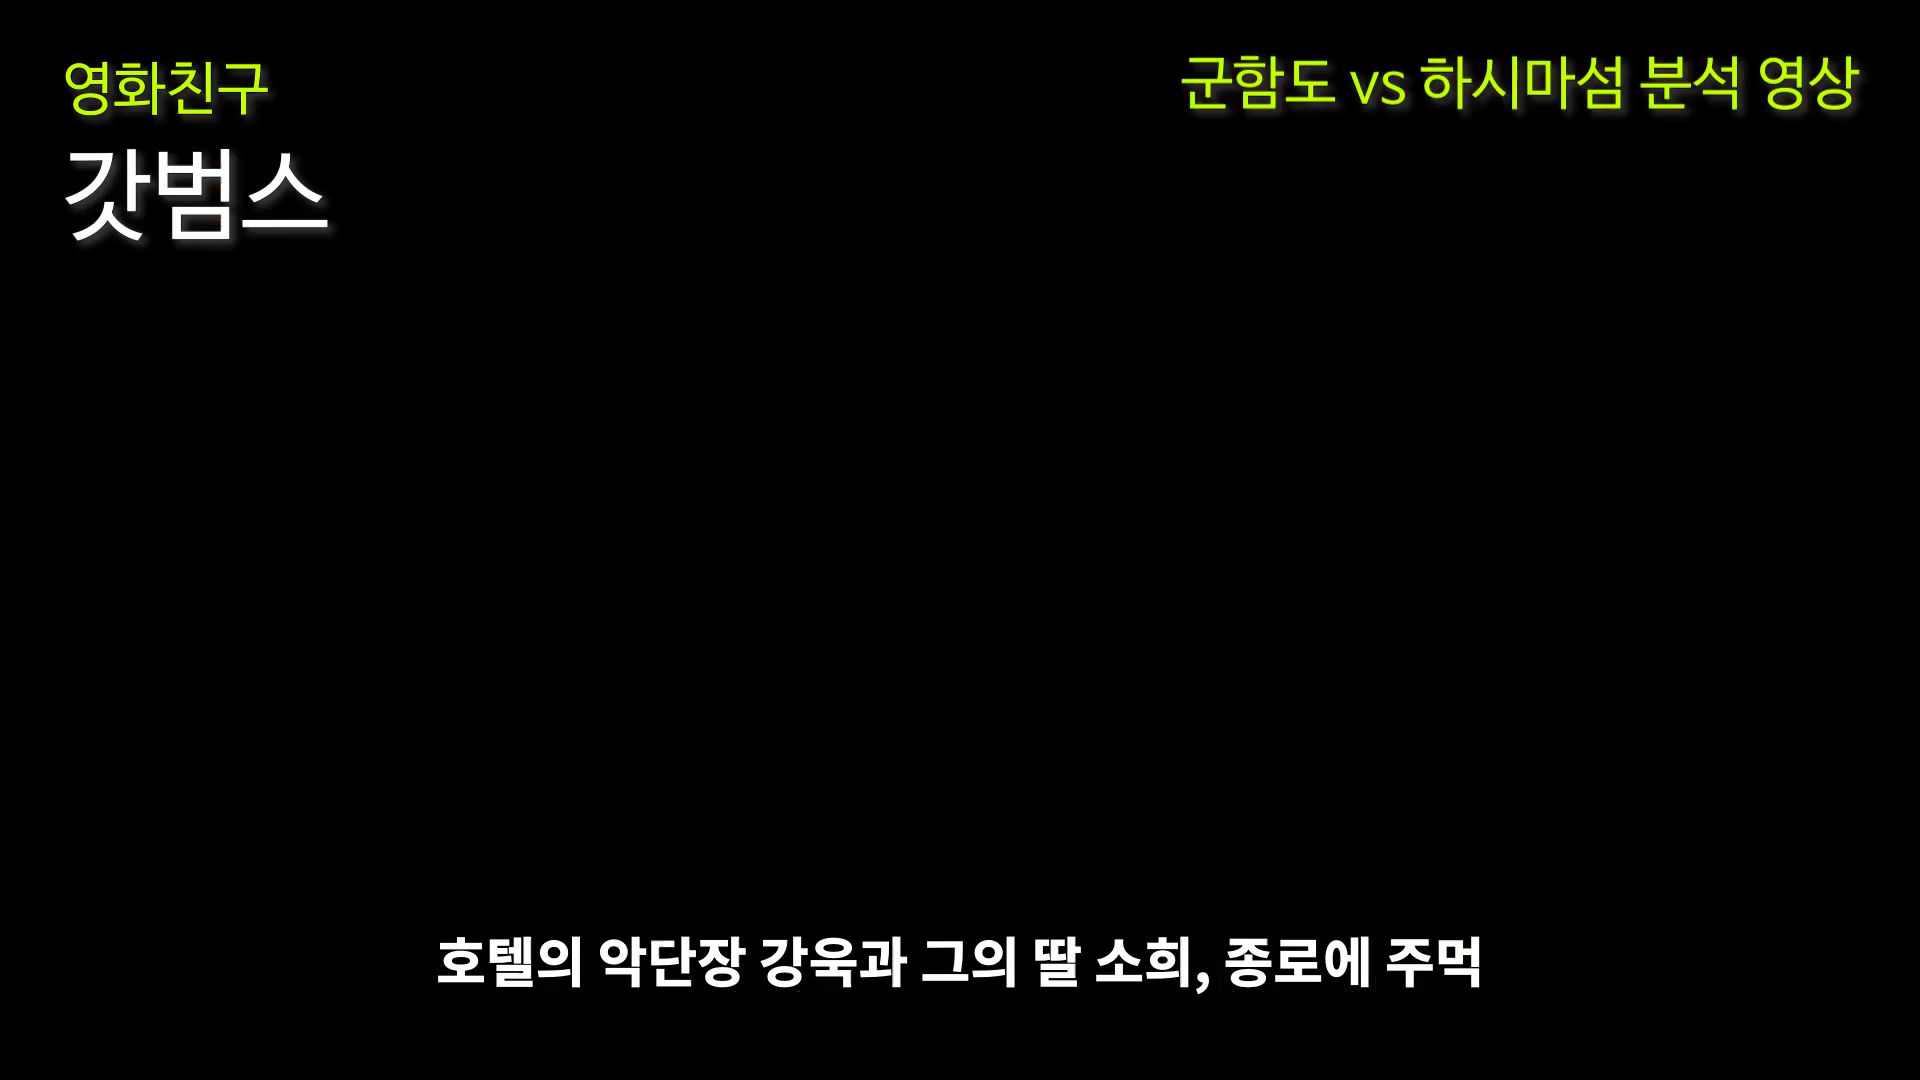 영화친구
갓범스
군함도 vs 하시마섬 분석 영상
호텔의 악단장 강욱과 그의 딸 소희, 종로에 주먹